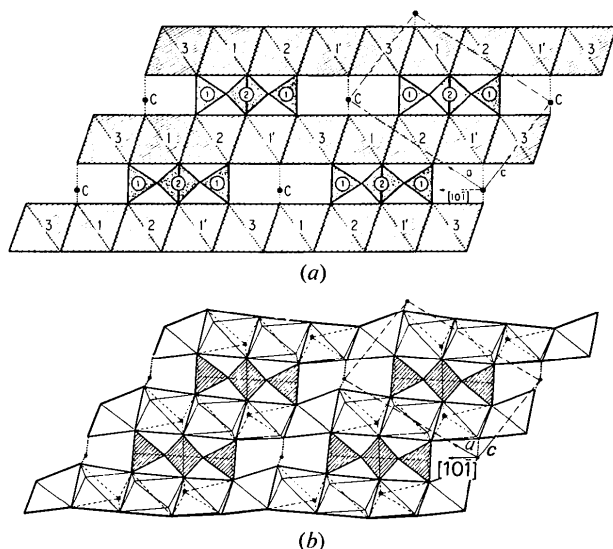 3 1 2 1' 3 1 2 1' 3
C ① ② ① C ① ② ① C
3 1 2 1' 3 1 2 1' 3
a c
C ① ② ① C ① ② ① [101̄]
3 1 2 1' 3 1 2 1' 3
(a)
a c
[101̄]
(b)